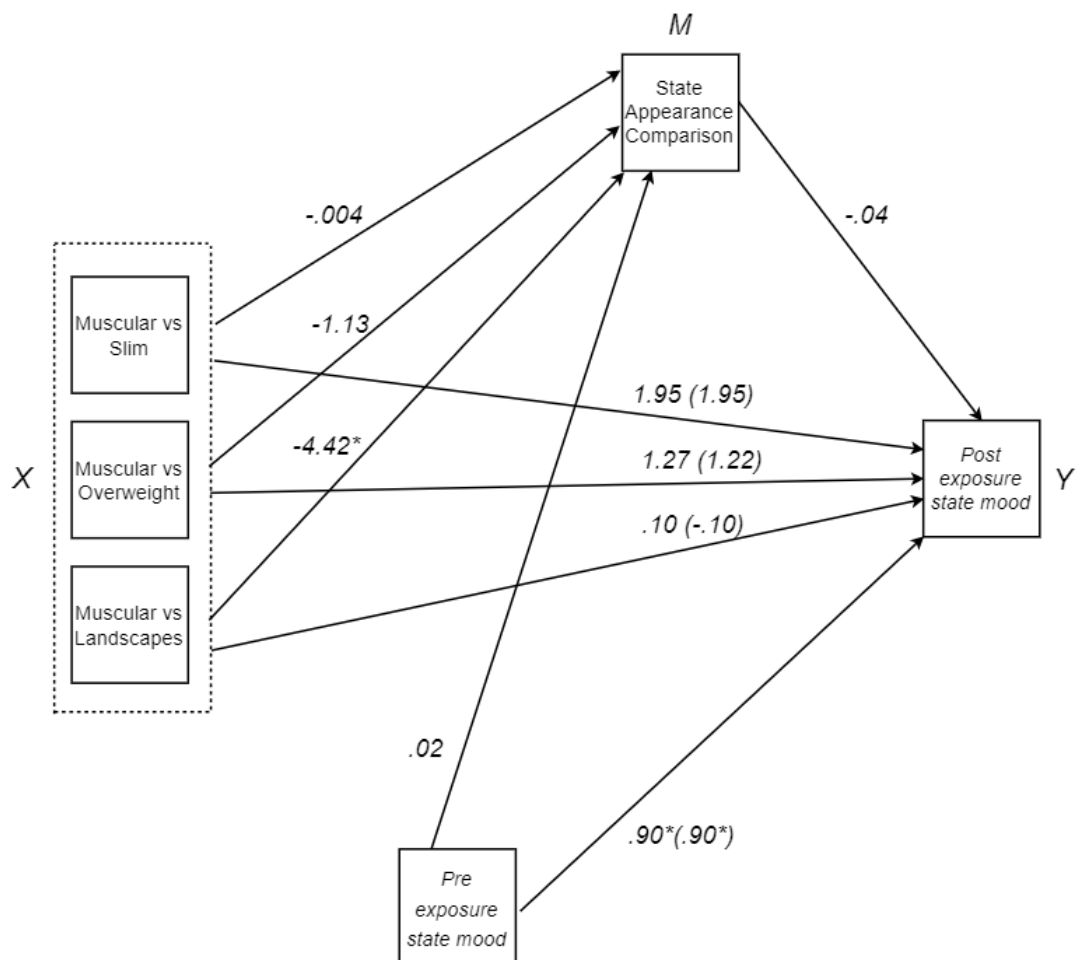 M
State
Appearance
Comparison
-.004
-.04
Muscular vs
Slim
-1.13
1.95 (1.95)
-4.42*
1.27 (1.22)
X
Muscular vs
Overweight
Post
exposure
state mood
Y
.10 (-.10)
Muscular vs
Landscapes
.02
.90*(.90*)
Pre
exposure
state mood